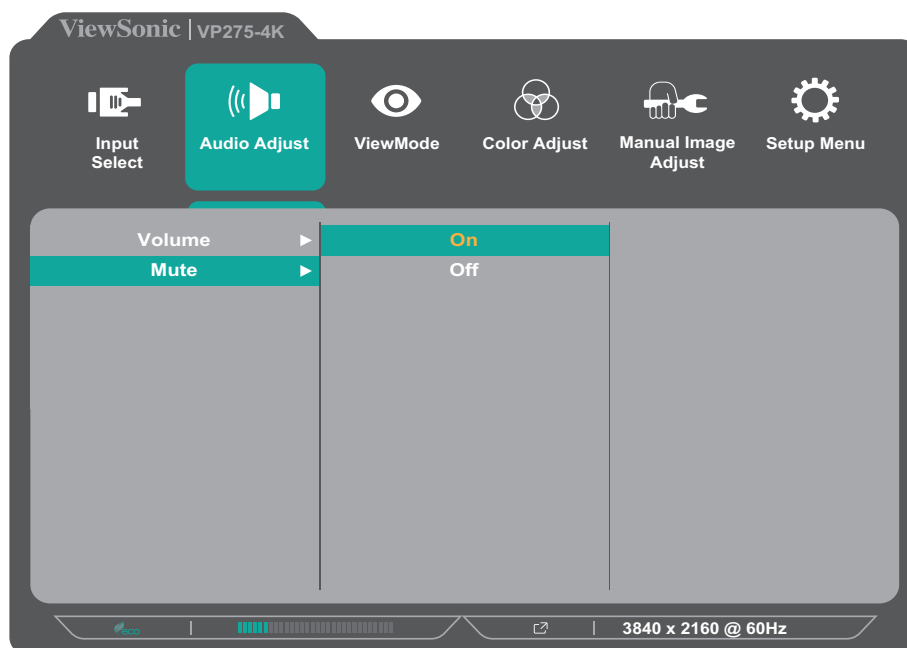 ViewSonic | VP275-4K
Input Select
Audio Adjust
ViewMode
Color Adjust
Manual Image Adjust
Setup Menu
Volume
On
Mute
Off
eco
3840 x 2160 @ 60Hz